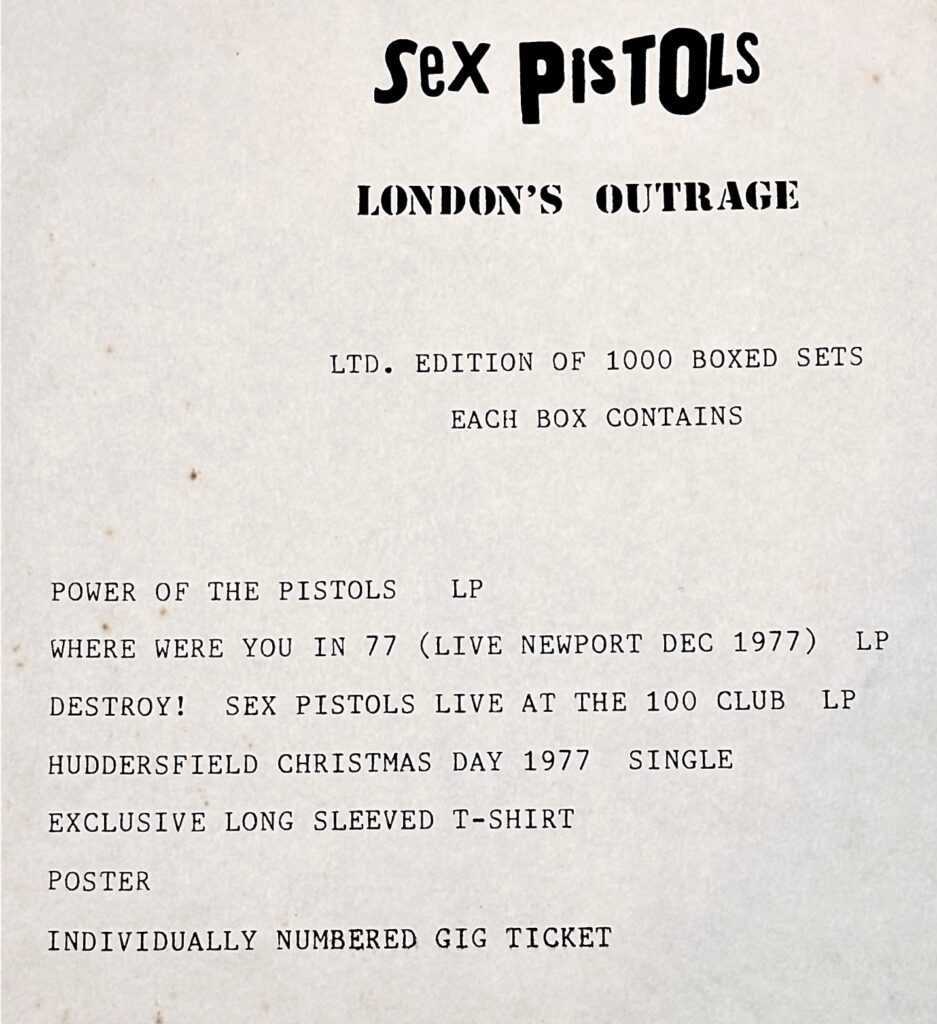 Sex PisTOLS
LONDON'S OUTRAGE
LTD. EDITION OF 1000 BOXED SETS
EACH BOX CONTAINS
POWER OF THE PISTOLS LP
WHERE WERE YOU IN 77 (LIVE NEWPORT DEC 1977) LP
DESTROY! SEX PISTOLS LIVE AT THE 100 CLUB LP
HUDDERSFIELD CHRISTMAS DAY 1977 SINGLE
EXCLUSIVE LONG SLEEVED T-SHIRT
POSTER
INDIVIDUALLY NUMBERED GIG TICKET